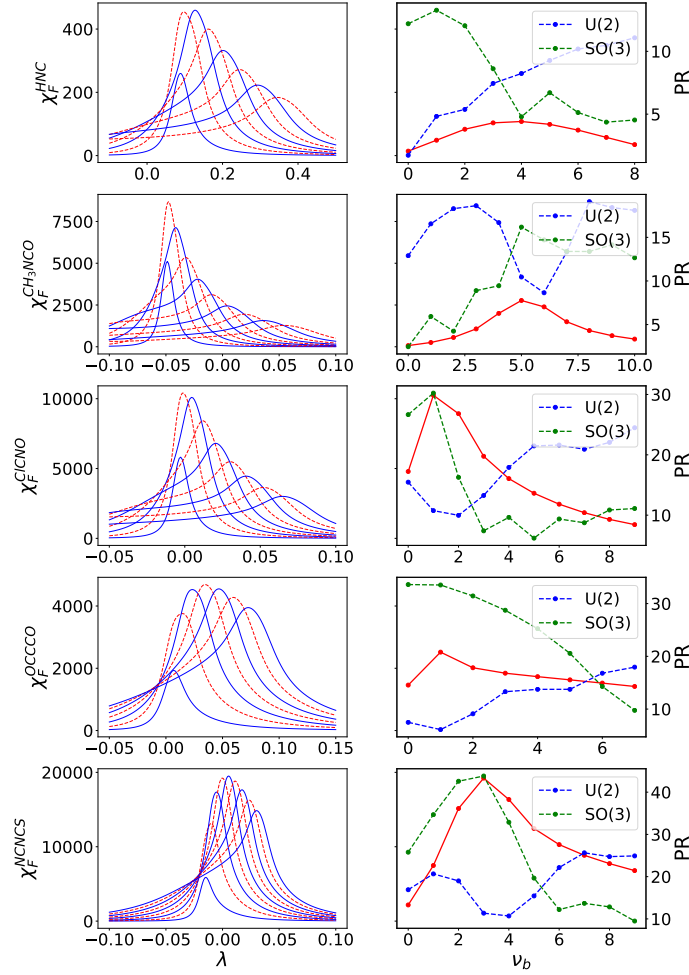 400
200
0
χ_F^{HNC}
0.0 0.2 0.4
U(2)
SO(3)
10
5
PR
0 2 4 6 8
7500
5000
2500
0
χ_F^{CH₃NCO}
−0.10 −0.05 0.00 0.05 0.10
U(2)
SO(3)
15
10
5
PR
0.0 2.5 5.0 7.5 10.0
10000
5000
0
χ_F^{ClCNO}
−0.05 0.00 0.05 0.10
U(2)
SO(3)
30
20
10
PR
0 2 4 6 8
4000
2000
0
χ_F^{OCCCO}
−0.05 0.00 0.05 0.10 0.15
U(2)
SO(3)
30
20
10
PR
0 2 4 6
20000
10000
0
χ_F^{NCNCS}
−0.10 −0.05 0.00 0.05 0.10
λ
U(2)
SO(3)
40
30
20
10
PR
0 2 4 6 8
ν_b